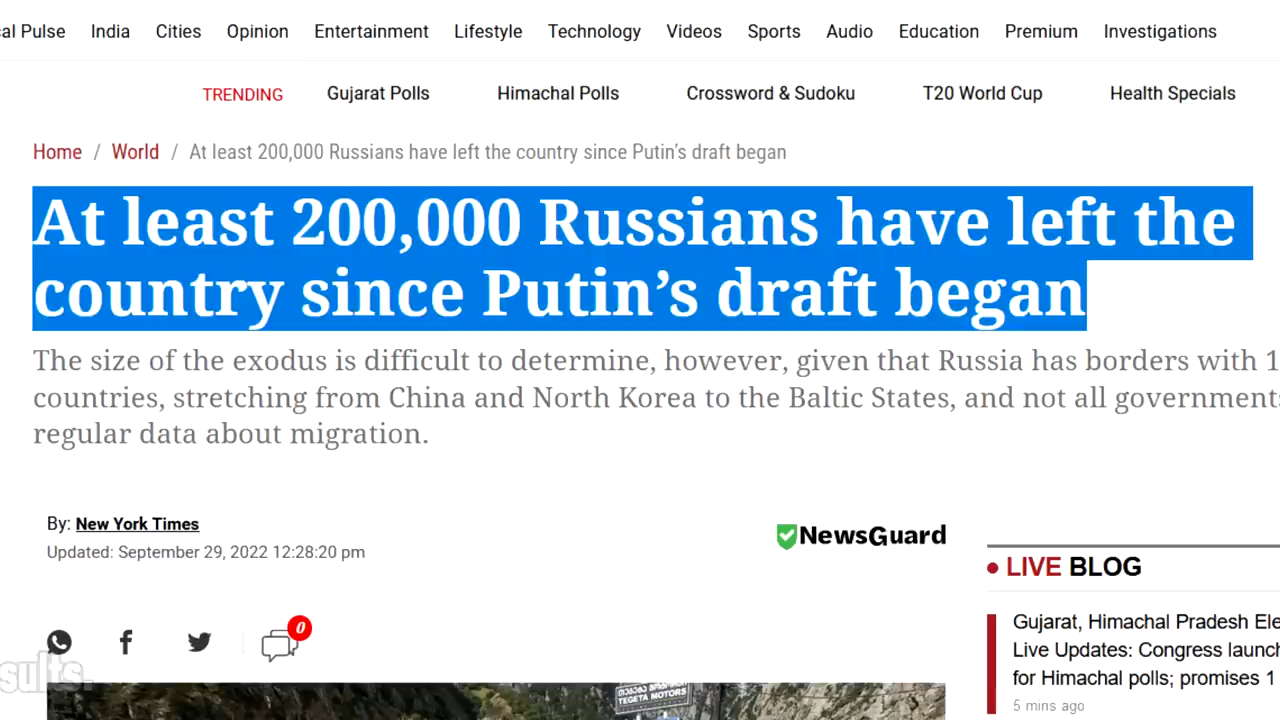 al Pulse India Cities Opinion Entertainment Lifestyle Technology Videos Sports Audio Education Premium Investigations
TRENDING Gujarat Polls Himachal Polls Crossword & Sudoku T20 World Cup Health Specials
Home / World / At least 200,000 Russians have left the country since Putin's draft began
At least 200,000 Russians have left the
country since Putin's draft began
The size of the exodus is difficult to determine, however, given that Russia has borders with 1
countries, stretching from China and North Korea to the Baltic States, and not all governments
regular data about migration.
By: New York Times
Updated: September 29, 2022 12:28:20 pm
NewsGuard
LIVE BLOG
0
Gujarat, Himachal Pradesh Ele
Live Updates: Congress launch
for Himachal polls; promises 1
5 mins ago
sults.
TEGETA MOTORS